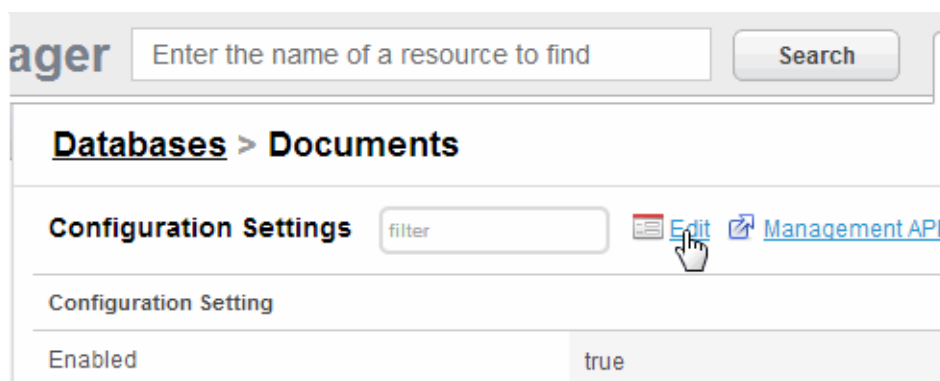 ager Enter the name of a resource to find Search
Databases > Documents
Configuration Settings filter Edit Management API
Configuration Setting
Enabled true